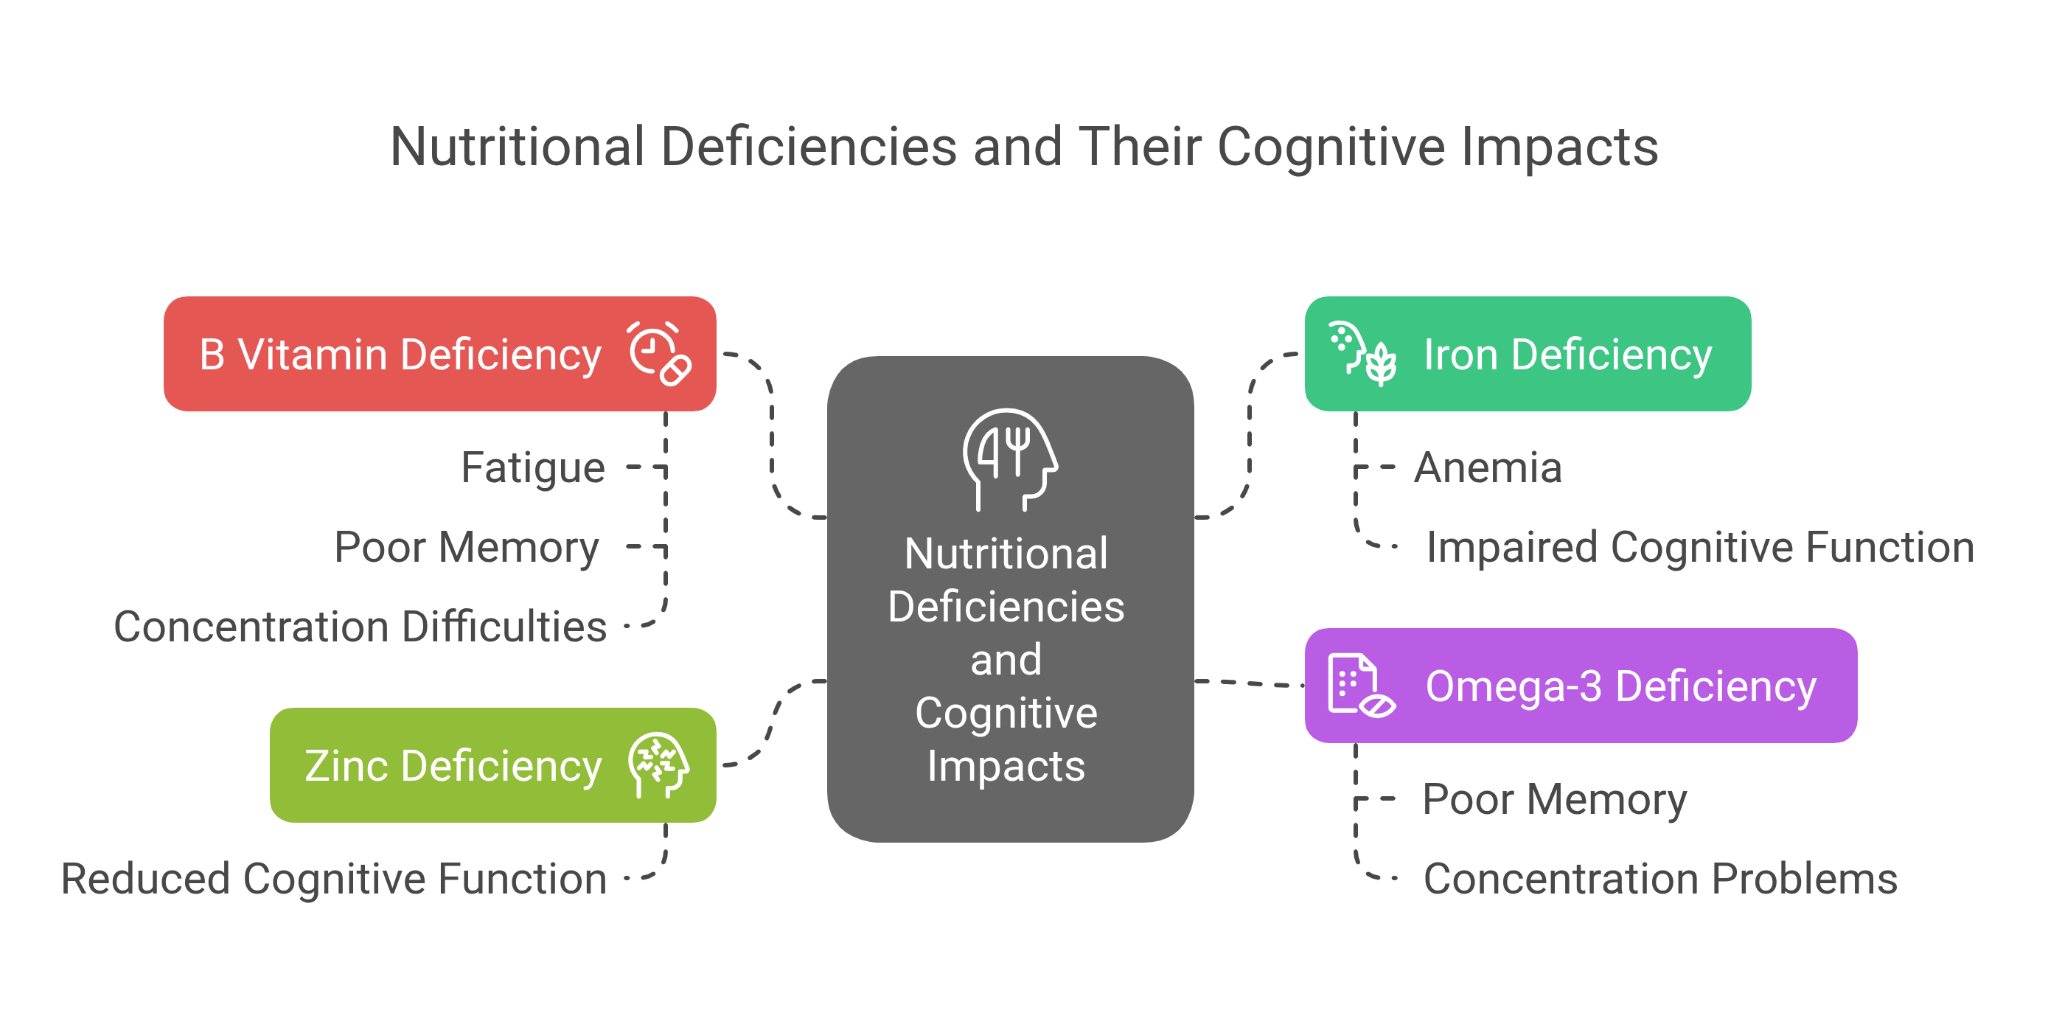 Nutritional Deficiencies and Their Cognitive Impacts
B Vitamin Deficiency
Fatigue
Poor Memory
Concentration Difficulties
Zinc Deficiency
Reduced Cognitive Function
Nutritional
Deficiencies
and
Cognitive
Impacts
Iron Deficiency
Anemia
Impaired Cognitive Function
Omega-3 Deficiency
Poor Memory
Concentration Problems